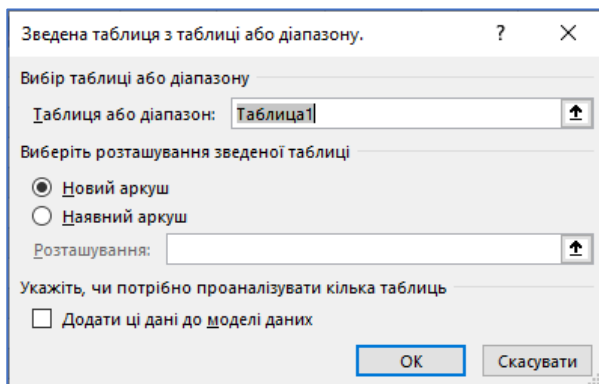 Зведена таблиця з таблиці або діапазону.
?
Вибір таблиці або діапазону
Таблиця або діапазон: Таблица1
Виберіть розташування зведеної таблиці
Новий аркуш
Наявний аркуш
Розташування:
Укажіть, чи потрібно проаналізувати кілька таблиць
Додати ці дані до моделі даних
ОК Скасувати